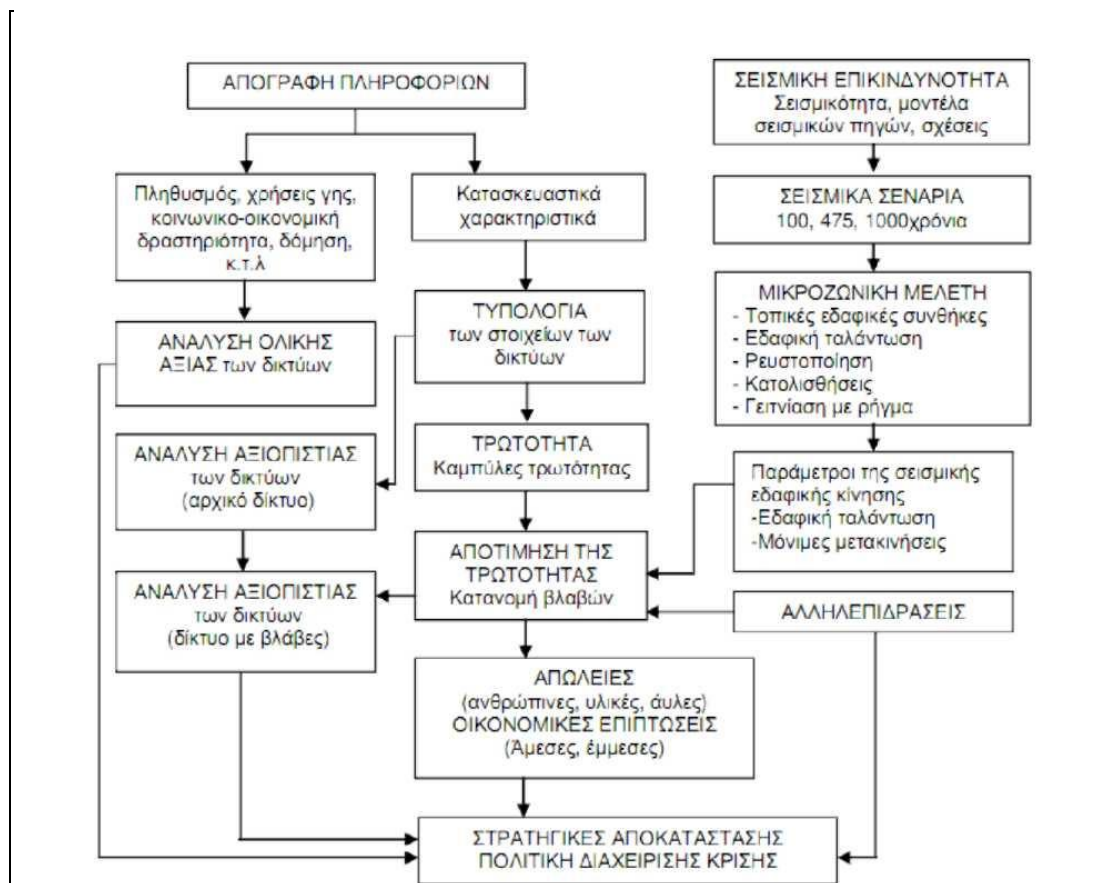 ΑΠΟΓΡΑΦΗ ΠΛΗΡΟΦΟΡΙΩΝ
Πληθυσμός, χρήσεις γης,
κοινωνικο-οικονομική
δραστηριότητα, δόμηση,
κ.τ.λ
Κατασκευαστικά
χαρακτηριστικά
ΑΝΑΛΥΣΗ ΟΛΙΚΗΣ
ΑΞΙΑΣ των δικτύων
ΤΥΠΟΛΟΓΙΑ
των στοιχείων των
δικτύων
ΑΝΑΛΥΣΗ ΑΞΙΟΠΙΣΤΙΑΣ
των δικτύων
(αρχικό δίκτυο)
ΤΡΩΤΟΤΗΤΑ
Καμπύλες τρωτότητας
ΑΝΑΛΥΣΗ ΑΞΙΟΠΙΣΤΙΑΣ
των δικτύων
(δίκτυο με βλάβες)
ΑΠΟΤΙΜΗΣΗ ΤΗΣ
ΤΡΩΤΟΤΗΤΑΣ
Κατανομή βλαβών
ΑΠΩΛΕΙΕΣ
(ανθρώπινες, υλικές, άυλες)
ΟΙΚΟΝΟΜΙΚΕΣ ΕΠΙΠΤΩΣΕΙΣ
(Άμεσες, έμμεσες)
ΣΕΙΣΜΙΚΗ ΕΠΙΚΙΝΔΥΝΟΤΗΤΑ
Σεισμικότητα, μοντέλα
σεισμικών πηγών, σχέσεις
ΣΕΙΣΜΙΚΑ ΣΕΝΑΡΙΑ
100, 475, 1000χρόνια
ΜΙΚΡΟΖΩΝΙΚΗ ΜΕΛΕΤΗ
- Τοπικές εδαφικές συνθήκες
- Εδαφική ταλάντωση
- Ρευστοποίηση
- Κατολισθήσεις
- Γειτνίαση με ρήγμα
Παράμετροι της σεισμικής
εδαφικής κίνησης
-Εδαφική ταλάντωση
-Μόνιμες μετακινήσεις
ΑΛΛΗΛΕΠΙΔΡΑΣΕΙΣ
ΣΤΡΑΤΗΓΙΚΕΣ ΑΠΟΚΑΤΑΣΤΑΣΗΣ
ΠΟΛΙΤΙΚΗ ΔΙΑΧΕΙΡΙΣΗΣ ΚΡΙΣΗΣ